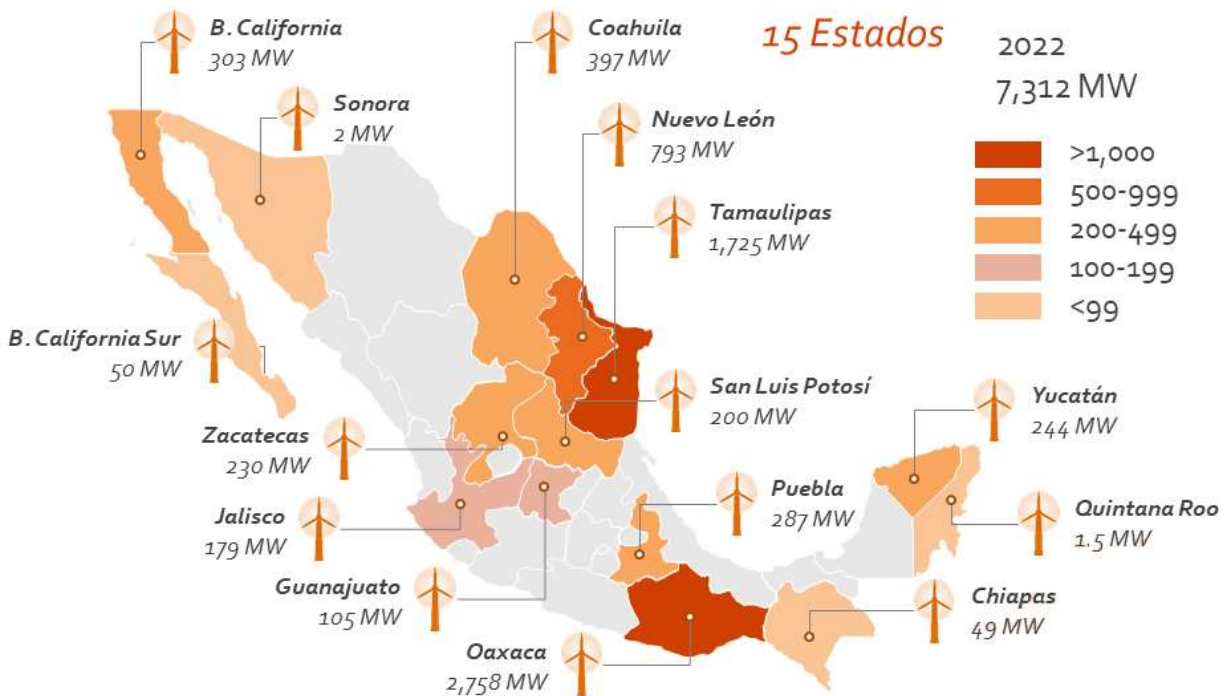 B. California
303 MW
Coahuila
397 MW
15 Estados
2022
7,312 MW
Sonora
2 MW
Nuevo León
793 MW
>1,000
500-999
200-499
100-199
<99
Tamaulipas
1,725 MW
B. California Sur
50 MW
San Luis Potosí
200 MW
Yucatán
244 MW
Zacatecas
230 MW
Puebla
287 MW
Quintana Roo
1.5 MW
Jalisco
179 MW
Guanajuato
105 MW
Chiapas
49 MW
Oaxaca
2,758 MW